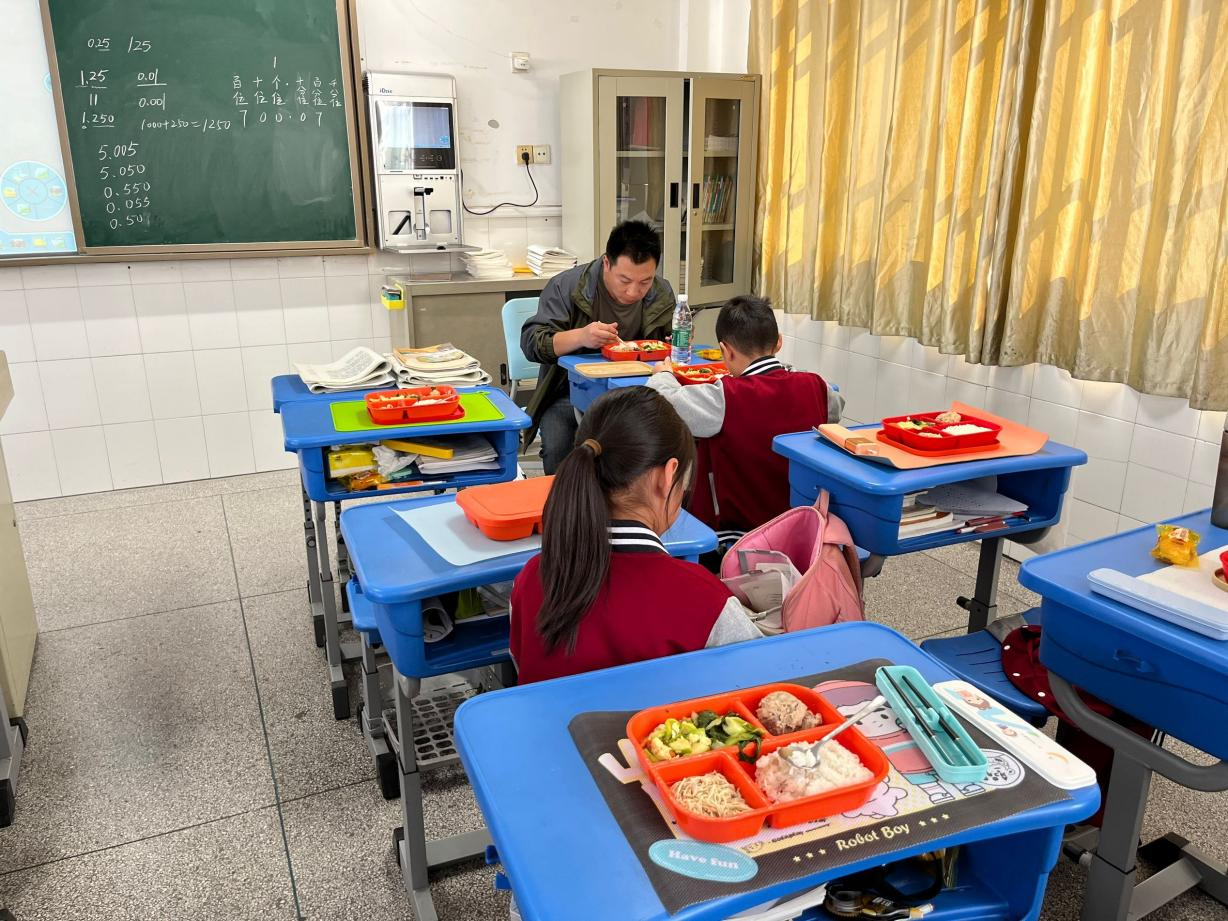 0.25 125
1
1.25 0.01
百 十 个 · 十 百 千
位 位 位 分 分 分
位 位 位
11 0.001
1.250 1000+250=1250 7 0 0 . 0 7
5.005
5.050
0.550
0.055
0.50
Have Fun
*** Robot Boy ***